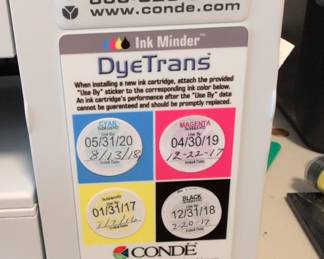 www.conde.com
Ink Minder™
DyeTrans™
When installing a new ink cartridge, attach the provided
"Use By" sticker to the corresponding ink color below.
An ink cartridge's performance after the "Use By" date
cannot be guaranteed and should be promptly replaced.
CYAN
05/31/20
8/13/18
MAGENTA
04/30/19
12-22-17
01/31/17
BLACK
12/31/18
2-20-17
CONDÉ